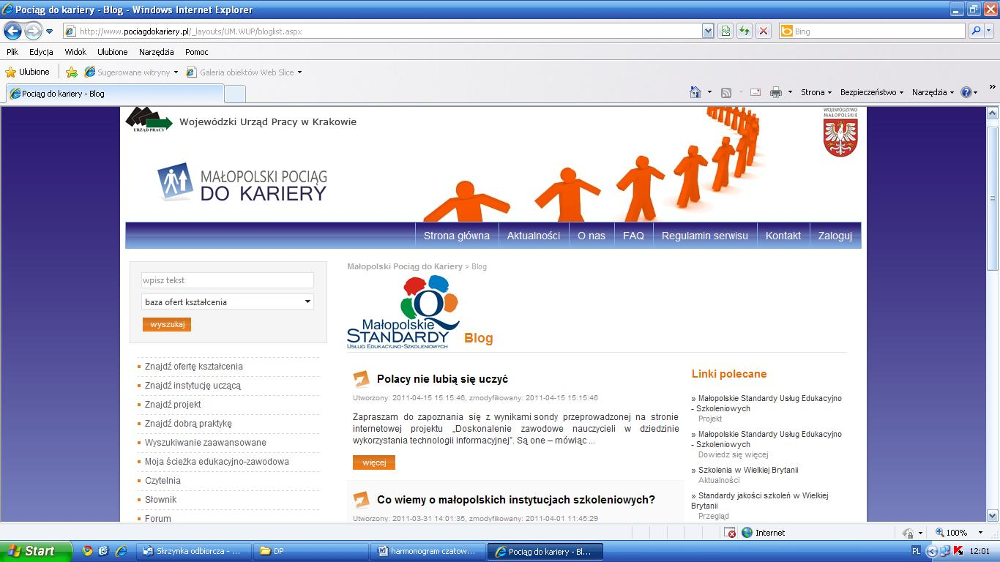 Pociąg do kariery - Blog - Windows Internet Explorer
http://www.pociagdokariery.pl/_layouts/UM.WUP/bloglist.aspx
Bing
Plik Edycja Widok Ulubione Narzędzia Pomoc
Ulubione Sugerowane witryny Galeria obiektów Web Slice
Pociąg do kariery - Blog
Strona Bezpieczeństwo Narzędzia
URZĄD PRACY
Wojewódzki Urząd Pracy w Krakowie
WOJEWÓDZTWO
MAŁOPOLSKIE
MAŁOPOLSKI POCIĄG
DO KARIERY
Strona główna Aktualności O nas FAQ Regulamin serwisu Kontakt Zaloguj
wpisz tekst
baza ofert kształcenia
wyszukaj
Znajdź ofertę kształcenia
Znajdź instytucję uczącą
Znajdź projekt
Znajdź dobrą praktykę
Wyszukiwanie zaawansowane
Moja ścieżka edukacyjno-zawodowa
Czytelnia
Słownik
Forum
Małopolski Pociąg do Kariery > Blog
Q
Małopolskie
STANDARDY
USŁUG EDUKACYJNO-SZKOLENIOWYCH
Blog
Polacy nie lubią się uczyć
Utworzony: 2011-04-15 15:15:46, zmodyfikowany: 2011-04-15 15:15:46
Zapraszam do zapoznania się z wynikami sondy przeprowadzonej na stronie
internetowej projektu „Doskonalenie zawodowe nauczycieli w dziedzinie
wykorzystania technologii informacyjnej”. Są one – mówiąc ...
więcej
Co wiemy o małopolskich instytucjach szkoleniowych?
Utworzony: 2011-03-31 14:01:35, zmodyfikowany: 2011-04-01 11:45:29
Linki polecane
» Małopolskie Standardy Usług Edukacyjno
- Szkoleniowych
Projekt
» Małopolskie Standardy Usług Edukacyjno
- Szkoleniowych
Dowiedz się więcej
» Szkolenia w Wielkiej Brytanii
Aktualności
» Standardy jakości szkoleń w Wielkiej
Brytanii
Przegląd
Internet
100%
Start
Skrzynka odbiorcza - ...
DP
harmonogram czatow...
Pociąg do kariery - Bl...
PL
12:01